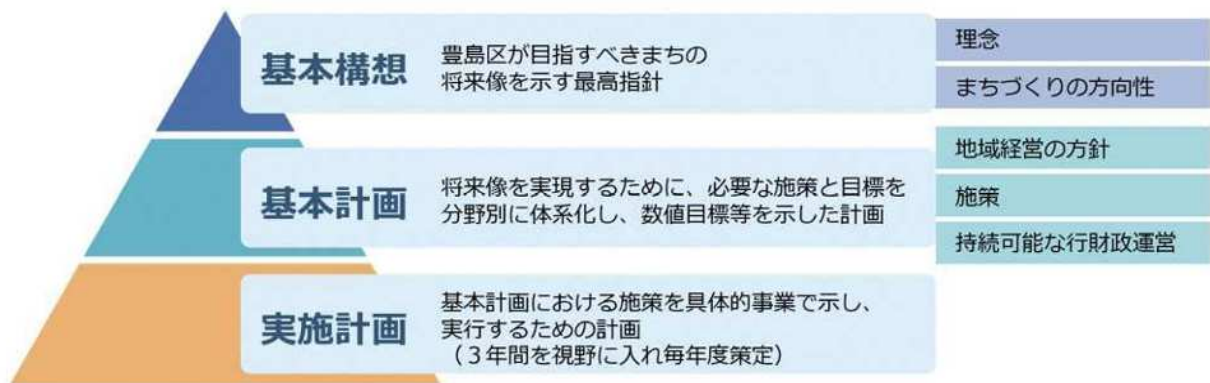 基本構想
豊島区が目指すべきまちの
将来像を示す最高指針
理念
まちづくりの方向性
基本計画
将来像を実現するために、必要な施策と目標を
分野別に体系化し、数値目標等を示した計画
地域経営の方針
施策
持続可能な行財政運営
実施計画
基本計画における施策を具体的事業で示し、
実行するための計画
（３年間を視野に入れ毎年度策定）